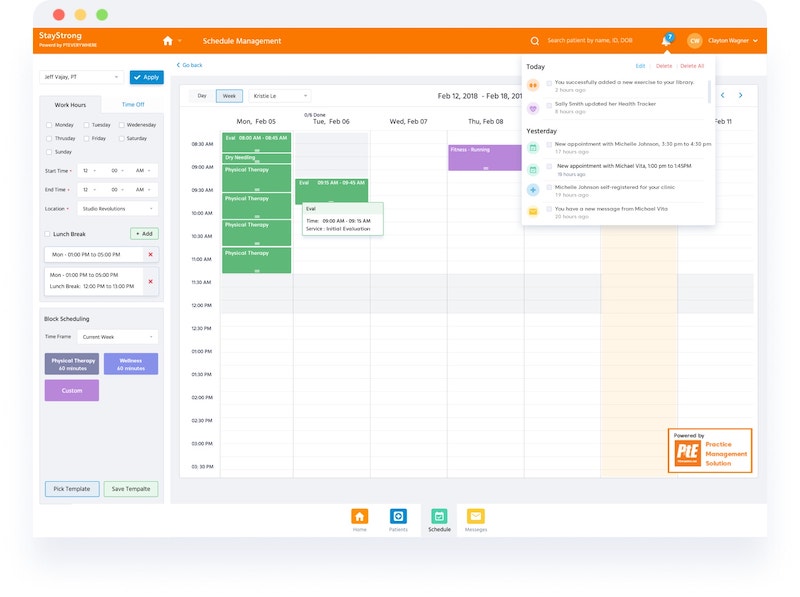 StayStrong
Powered by PTEVERYWHERE
Schedule Management
Search patient by name, ID, DOB
7
CW
Clayton Wagner
Go back
Jeff Vajay, PT
Apply
Work Hours
Time Off
Monday
Tuesday
Wedenesday
Thrusday
Friday
Saturday
Sunday
Start Time
12
00
AM
End Time
12
00
AM
Location
Studio Revolutions
Lunch Break
+ Add
Mon - 01:00 PM to 05:00 PM
x
Mon - 01:00 PM to 05:00 PM
Lunch Break: 12:00 PM to 13:00 PM
x
Block Scheduling
Time Frame
Current Week
Physical Therapy
60 minutes
Wellness
60 minutes
Custom
Pick Template
Save Tempalte
Day
Week
Kristie Le
Feb 12, 2018 - Feb 18, 201
0/6 Done
Mon, Feb 05
Tue, Feb 06
Wed, Feb 07
Thu, Feb 08
Feb 11
08:30 AM
09:00 AM
09:30 AM
10:00 AM
10:30 AM
11:00 AM
11:30 AM
12:00 PM
12:30 PM
01:00 PM
01:30 PM
02:00 PM
02:30 PM
03:00 PM
03: 30 PM
Eval 08:00 AM - 08:45 AM
Dry Needling
Physical Therapy
Physical Therapy
Physical Therapy
Physical Therapy
Eval 09:15 AM - 09:45 AM
Eval
Time: 09:00 AM - 09: 15 AM
Service : Initial Evaluation
Fitness - Running
Today
Edit
Delete
Delete All
You successfully added a new exercise to your library.
2 hours ago
Sally Smith updated her Health Tracker
5 hours ago
Yesterday
New appointment with Michelle Johnson, 3:30 pm to 4:30 pm
17 hours ago
New appointment with Michael Vita, 1:00 pm to 1:45PM
18 hours ago
Michelle Johnson self-registered for your clinic
19 hours ago
You have a new message from Michael Vita
20 hours ago
Powered by
PtE
Practice
Management
Solution
Home
Patients
Schedule
Messages